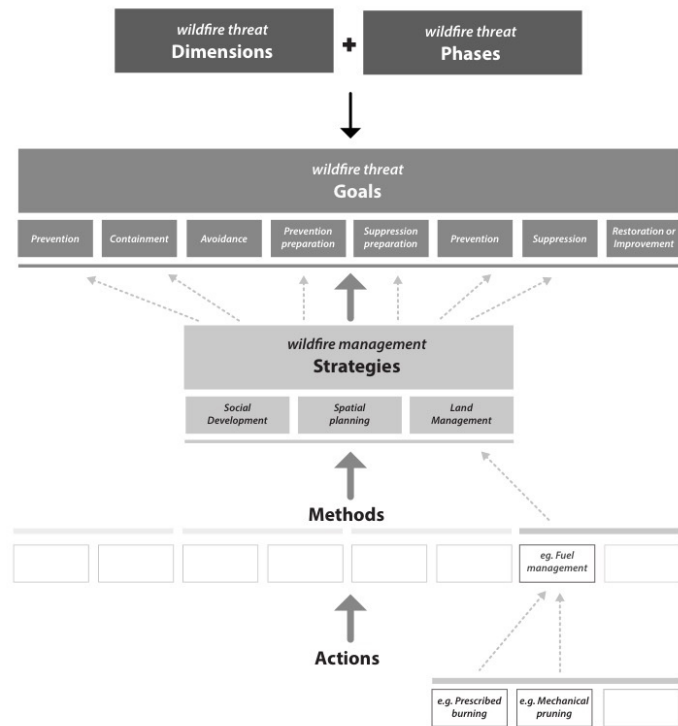 wildfire threat
Dimensions
+
wildfire threat
Phases
wildfire threat
Goals
Prevention
Containment
Avoidance
Prevention
preparation
Suppression
preparation
Prevention
Suppression
Restoration or
Improvement
wildfire management
Strategies
Social
Development
Spatial
planning
Land
Management
Methods
eg. Fuel
management
Actions
e.g. Prescribed
burning
e.g. Mechanical
pruning